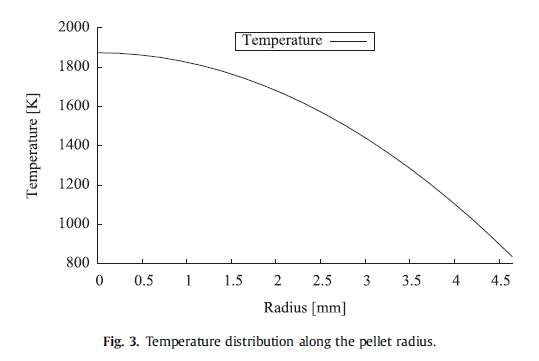 2000
Temperature
1800
1600
1400
1200
1000
800
Temperature [K]
0 0.5 1 1.5 2 2.5 3 3.5 4 4.5
Radius [mm]
Fig. 3. Temperature distribution along the pellet radius.